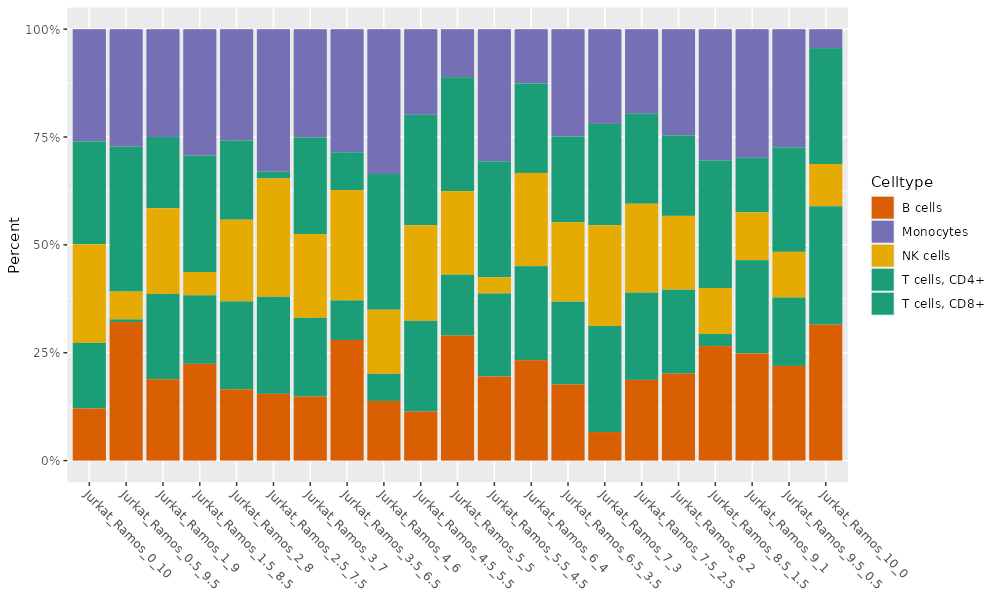 100%
75%
50%
25%
0%
Percent
Jurkat_Ramos_0_10
Jurkat_Ramos_0.5_9.5
Jurkat_Ramos_1_9
Jurkat_Ramos_1.5_8.5
Jurkat_Ramos_2_8
Jurkat_Ramos_2.5_7.5
Jurkat_Ramos_3_7
Jurkat_Ramos_3.5_6.5
Jurkat_Ramos_4_6
Jurkat_Ramos_4.5_5.5
Jurkat_Ramos_5_5
Jurkat_Ramos_5.5_4.5
Jurkat_Ramos_6_4
Jurkat_Ramos_6.5_3.5
Jurkat_Ramos_7_3
Jurkat_Ramos_7.5_2.5
Jurkat_Ramos_8_2
Jurkat_Ramos_8.5_1.5
Jurkat_Ramos_9_1
Jurkat_Ramos_9.5_0.5
Jurkat_Ramos_10_0
Celltype
B cells
Monocytes
NK cells
T cells, CD4+
T cells, CD8+